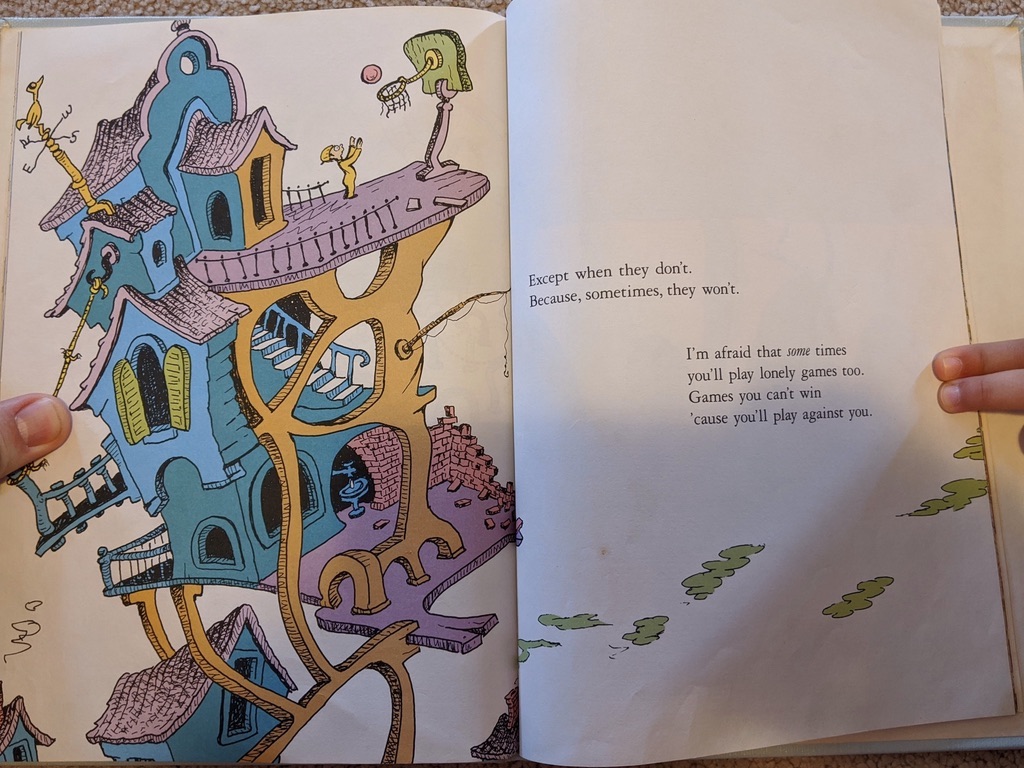 Except when they don't.
Because, sometimes, they won't.
I'm afraid that some times
you'll play lonely games too.
Games you can't win
'cause you'll play against you.